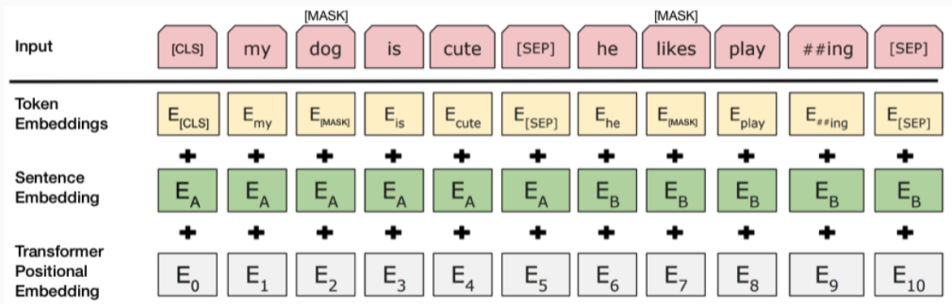 [MASK] [MASK]
Input [CLS] my dog is cute [SEP] he likes play ##ing [SEP]
Token Embeddings E[CLS] Emy E[MASK] Eis Ecute E[SEP] Ehe E[MASK] Eplay E##ing E[SEP]
+ + + + + + + + + + +
Sentence Embedding EA EA EA EA EA EA EB EB EB EB EB
+ + + + + + + + + + +
Transformer Positional Embedding E0 E1 E2 E3 E4 E5 E6 E7 E8 E9 E10